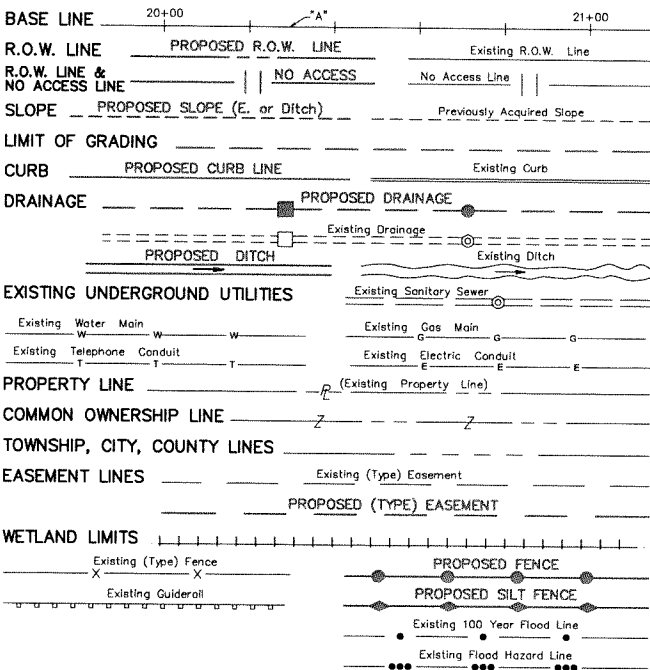 20+00 "A" 21+00
BASE LINE
R.O.W. LINE PROPOSED R.O.W. LINE Existing R.O.W. Line
R.O.W. LINE & NO ACCESS LINE NO ACCESS No Access Line
SLOPE PROPOSED SLOPE (E. or Ditch) Previously Acquired Slope
LIMIT OF GRADING
CURB PROPOSED CURB LINE Existing Curb
DRAINAGE PROPOSED DRAINAGE
Existing Drainage
PROPOSED DITCH Existing Ditch
EXISTING UNDERGROUND UTILITIES Existing Sanitary Sewer
Existing Water Main Existing Gas Main
W W W G G G
Existing Telephone Conduit Existing Electric Conduit
T T T E E E
PROPERTY LINE PL (Existing Property Line)
COMMON OWNERSHIP LINE Z Z
TOWNSHIP, CITY, COUNTY LINES
EASEMENT LINES Existing (Type) Easement
PROPOSED (TYPE) EASEMENT
WETLAND LIMITS
Existing (Type) Fence PROPOSED FENCE
X X
Existing Guiderail PROPOSED SILT FENCE
Existing 100 Year Flood Line
Existing Flood Hazard Line